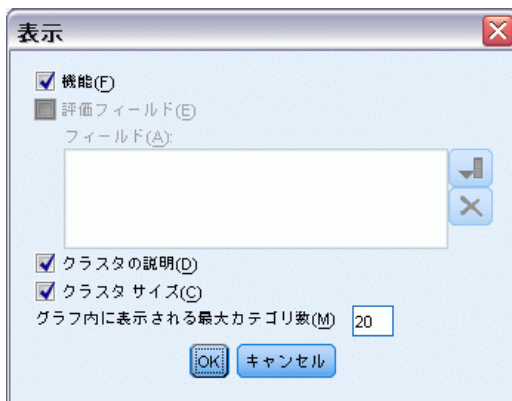 表示
機能(F)
評価フィールド(E)
フィールド(A):
クラスタの説明(D)
クラスタ サイズ(C)
グラフ内に表示される最大カテゴリ数(M) 20
OK キャンセル